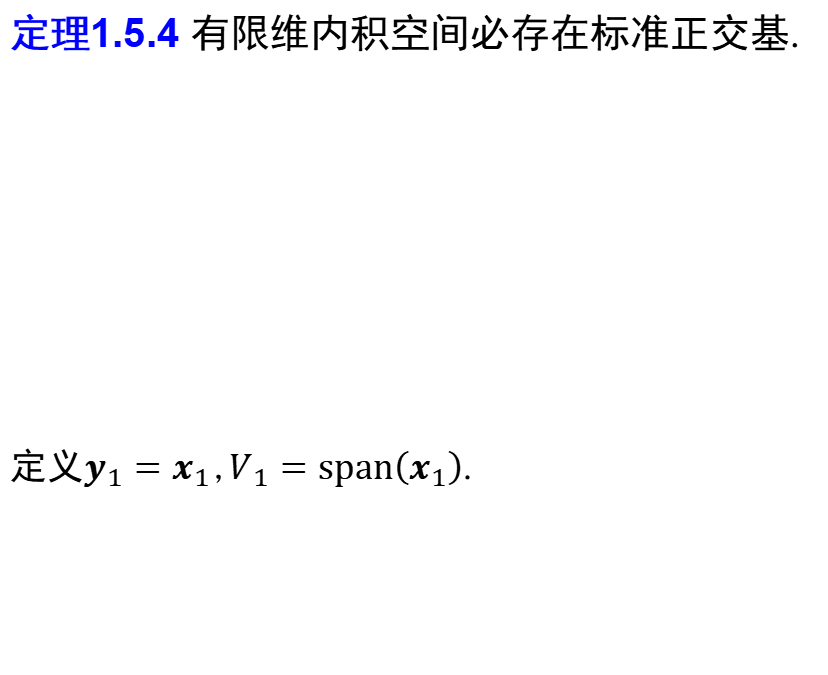 定理1.5.4 有限维内积空间必存在标准正交基.
定义𝒚₁ = 𝒙₁,𝑉₁ = span(𝒙₁).